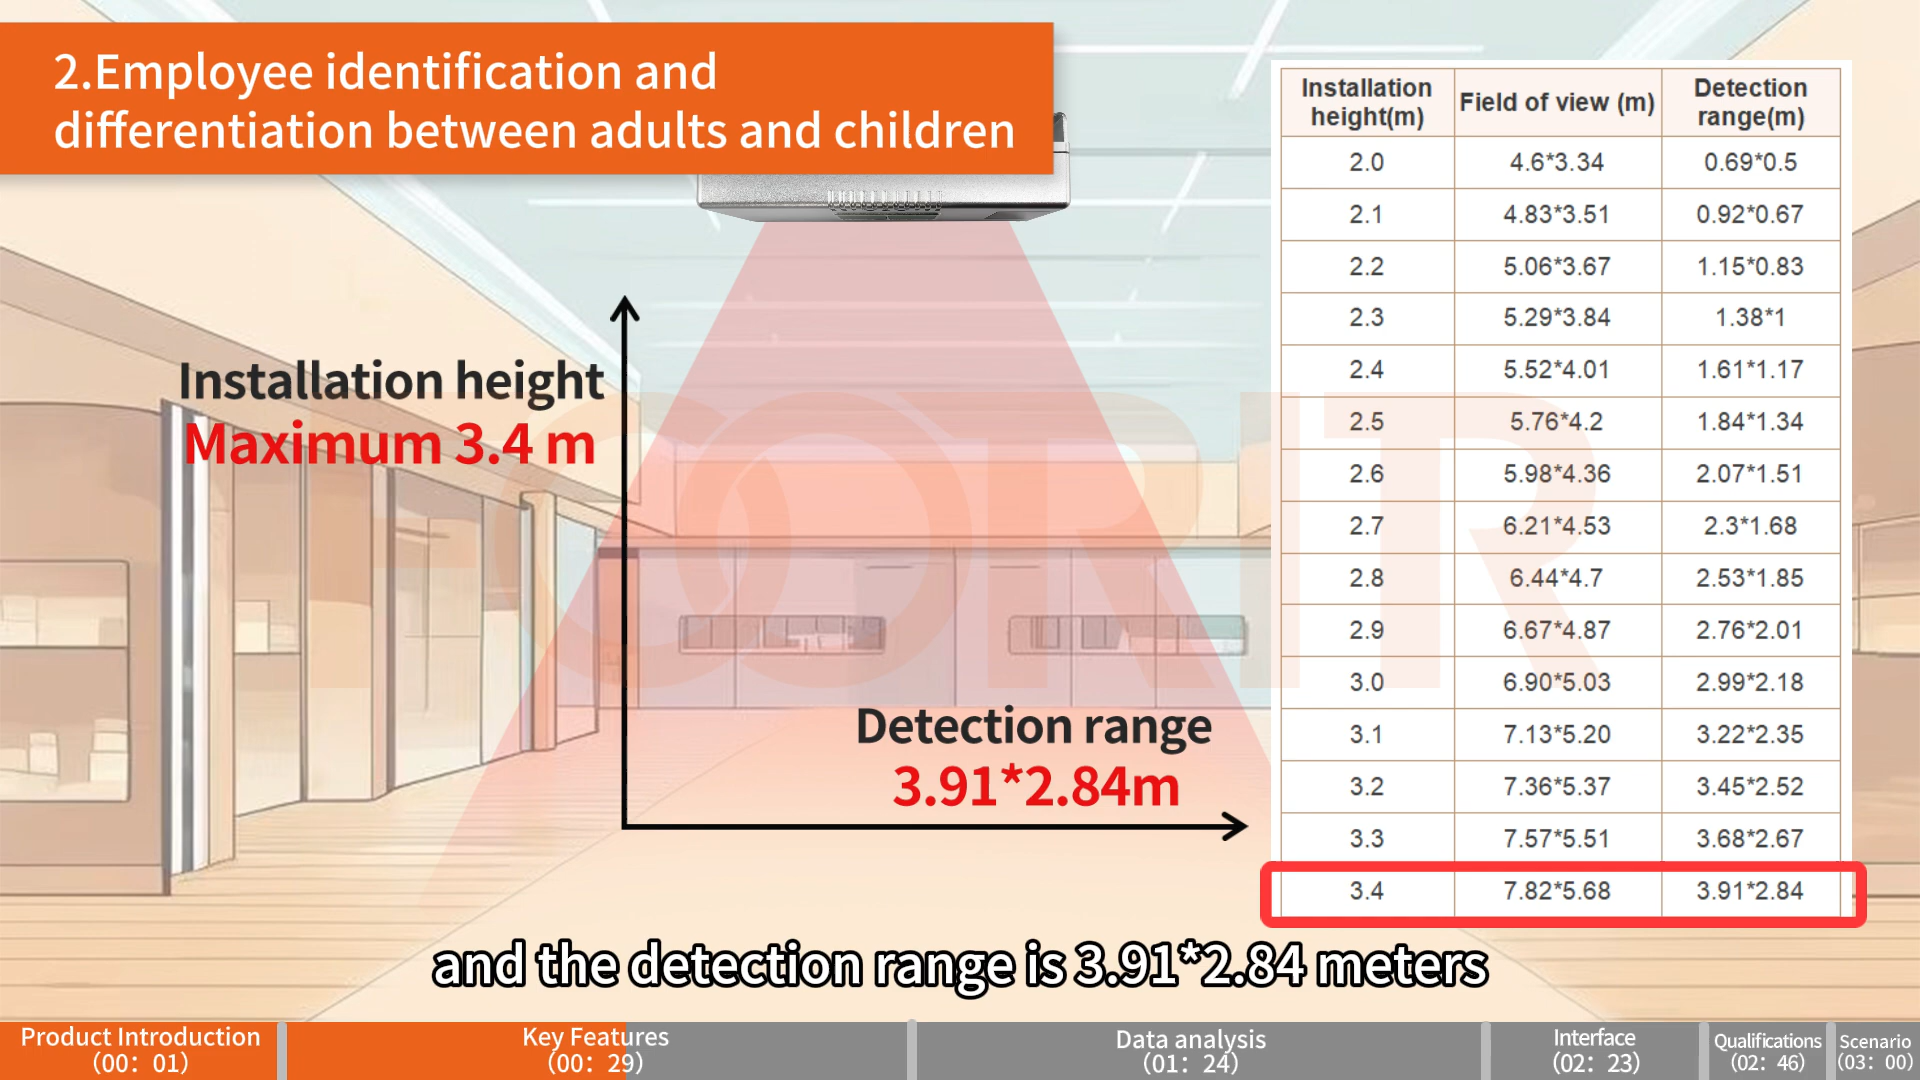 2.Employee identification and
differentiation between adults and children
Installation height
Maximum 3.4 m
Detection range
3.91*2.84m
Installation height(m) Field of view (m) Detection range(m)
2.0 4.6*3.34 0.69*0.5
2.1 4.83*3.51 0.92*0.67
2.2 5.06*3.67 1.15*0.83
2.3 5.29*3.84 1.38*1
2.4 5.52*4.01 1.61*1.17
2.5 5.76*4.2 1.84*1.34
2.6 5.98*4.36 2.07*1.51
2.7 6.21*4.53 2.3*1.68
2.8 6.44*4.7 2.53*1.85
2.9 6.67*4.87 2.76*2.01
3.0 6.90*5.03 2.99*2.18
3.1 7.13*5.20 3.22*2.35
3.2 7.36*5.37 3.45*2.52
3.3 7.57*5.51 3.68*2.67
3.4 7.82*5.68 3.91*2.84
FOORIR
and the detection range is 3.91*2.84 meters
Product Introduction
(00：01)
Key Features
(00：29)
Data analysis
(01：24)
Interface
(02：23)
Qualifications
(02：46)
Scenario
(03：00)